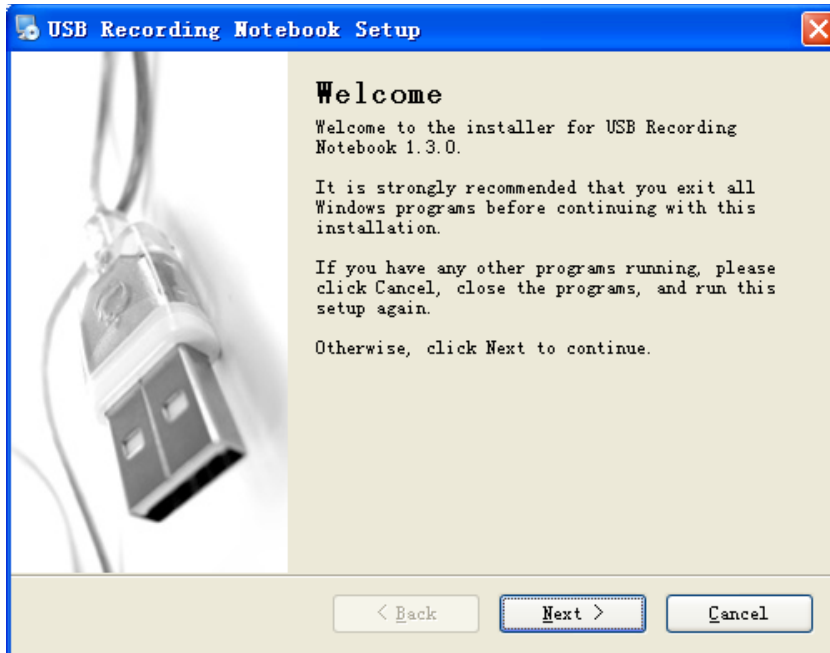 USB Recording Notebook Setup
Welcome
Welcome to the installer for USB Recording
Notebook 1.3.0.
It is strongly recommended that you exit all
Windows programs before continuing with this
installation.
If you have any other programs running, please
click Cancel, close the programs, and run this
setup again.
Otherwise, click Next to continue.
< Back Next > Cancel